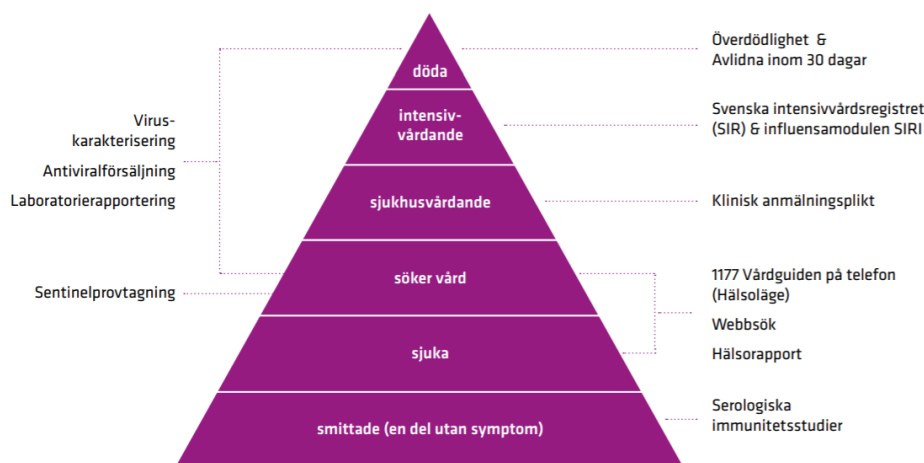 Överdödlighet &
Avlidna inom 30 dagar
döda
Virus-
karakterisering
Antiviralförsäljning
Laboratorierapportering
intensiv-
vårdande
Svenska intensivvårdsregistret
(SIR) & influensamodulen SIRI
sjukhusvårdande
Klinisk anmälningsplikt
Sentinelprovtagning
söker vård
1177 Vårdguiden på telefon
(Hälsoläge)
Webbsök
Hälsorapport
sjuka
smittade (en del utan symptom)
Serologiska
immunitetsstudier